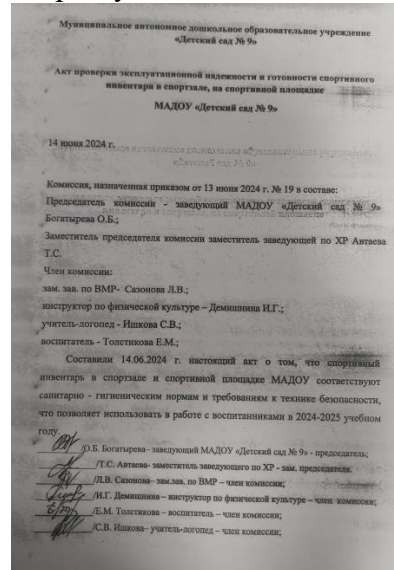 Муниципальное автономное дошкольное образовательное учреждение
«Детский сад № 9»
Акт проверки эксплуатационной надежности и готовности спортивного
инвентаря в спортзале, на спортивной площадке
МАДОУ «Детский сад № 9»
14 июня 2024 г.
Комиссия, назначенная приказом от 13 июня 2024 г. № 19 в составе:
Председатель комиссии - заведующий МАДОУ «Детский сад № 9»
Богатырева О.Б.;
Заместитель председателя комиссии заместитель заведующей по ХР Автаева
Т.С.
Член комиссии:
зам. зав. по ВМР- Сазонова Л.В.;
инструктор по физической культуре – Демишнина И.Г.;
учитель-логопед - Ишкова С.В.;
воспитатель - Толстикова Е.М.;
Составили 14.06.2024 г. настоящий акт о том, что спортивный
инвентарь в спортзале и спортивной площадке МАДОУ соответствуют
санитарно - гигиеническим нормам и требованиям к технике безопасности,
что позволяет использовать в работе с воспитанниками в 2024-2025 учебном
году.
/О.Б. Богатырева– заведующий МАДОУ «Детский сад № 9» - председатель;
/Т.С. Автаева- заместитель заведующего по ХР - зам. председателя.
/Л.В. Сазонова– зам.зав. по ВМР – член комиссии;
/И.Г. Демишнина – инструктор по физической культуре – член комиссии;
/Е.М. Толстикова – воспитатель – член комиссии;
/С.В. Ишкова– учитель-логопед – член комиссии;